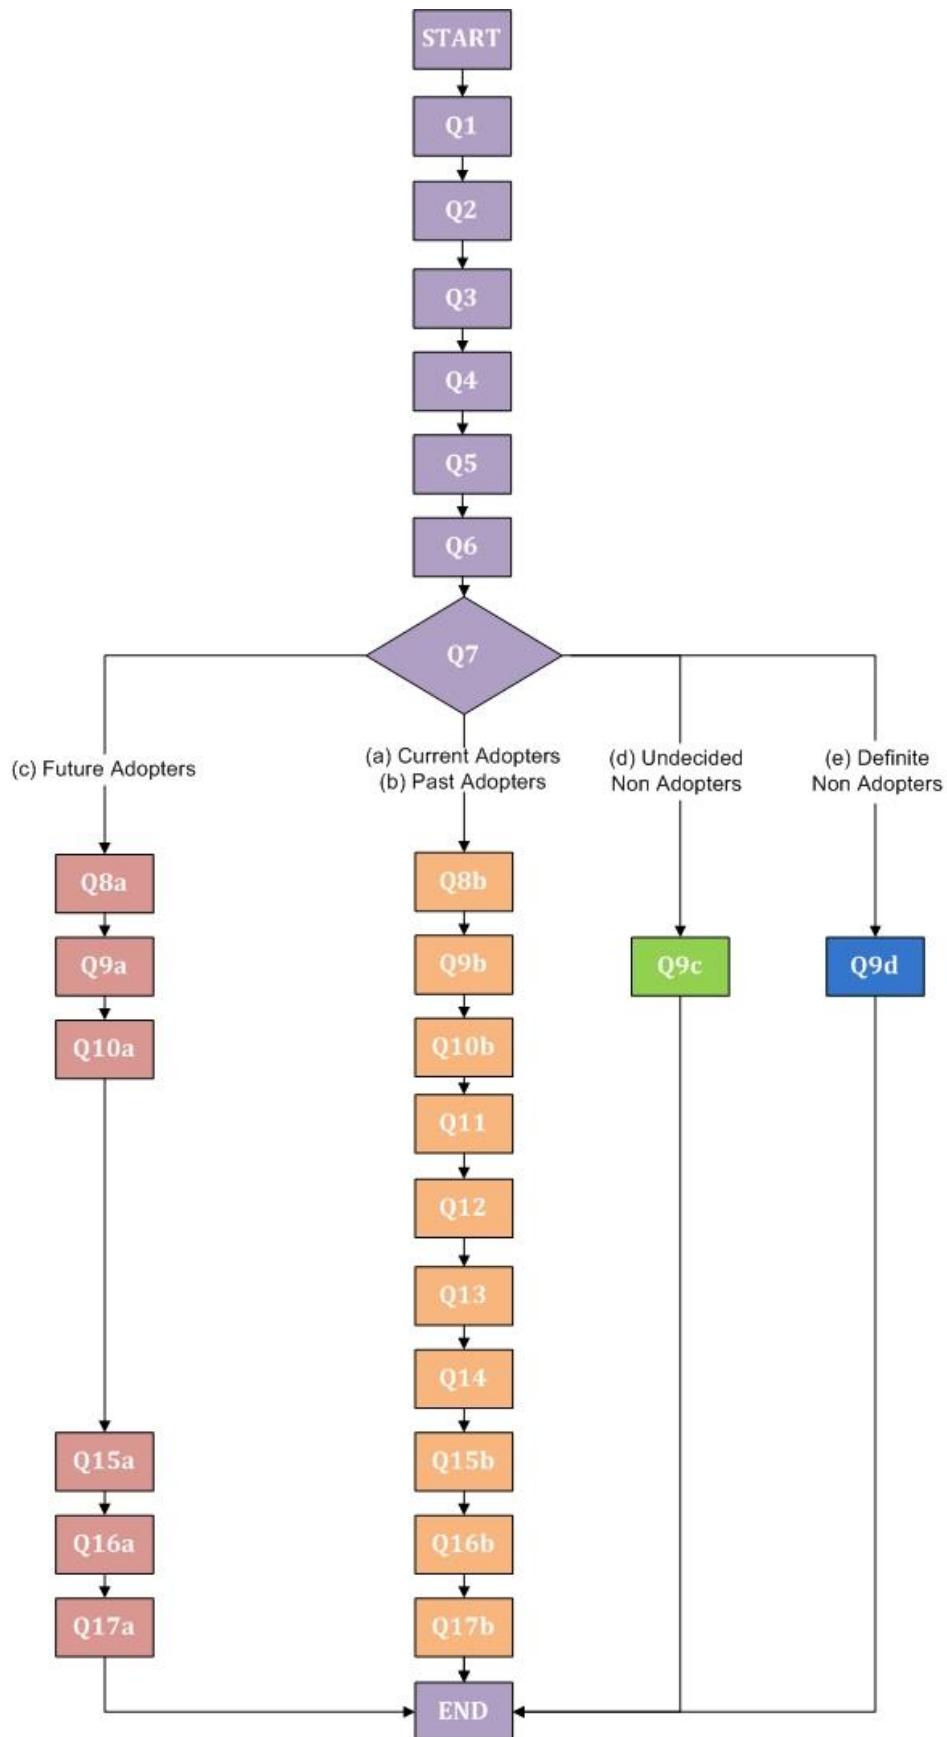 START
Q1
Q2
Q3
Q4
Q5
Q6
Q7
(c) Future Adopters
(a) Current Adopters
(b) Past Adopters
(d) Undecided
Non Adopters
(e) Definite
Non Adopters
Q8a
Q9a
Q10a
Q15a
Q16a
Q17a
Q8b
Q9b
Q10b
Q11
Q12
Q13
Q14
Q15b
Q16b
Q17b
Q9c
Q9d
END